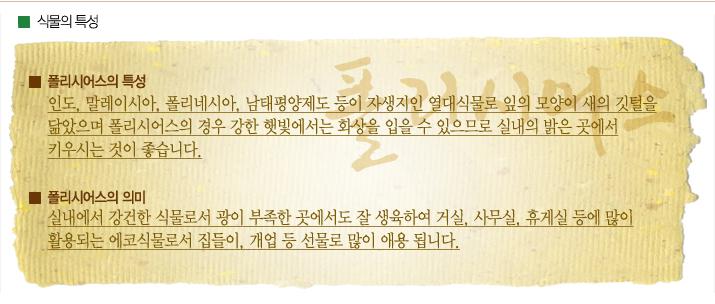 식물의 특성
폴리시어스
폴리시어스의 특성
인도, 말레이시아, 폴리네시아, 남태평양제도 등이 자생지인 열대식물로 잎의 모양이 새의 깃털을
닮았으며 폴리시어스의 경우 강한 햇빛에서는 화상을 입을 수 있으므로 실내의 밝은 곳에서
키우시는 것이 좋습니다.
폴리시어스의 의미
실내에서 강건한 식물로서 광이 부족한 곳에서도 잘 생육하여 거실, 사무실, 휴게실 등에 많이
활용되는 에코식물로서 집들이, 개업 등 선물로 많이 애용 됩니다.